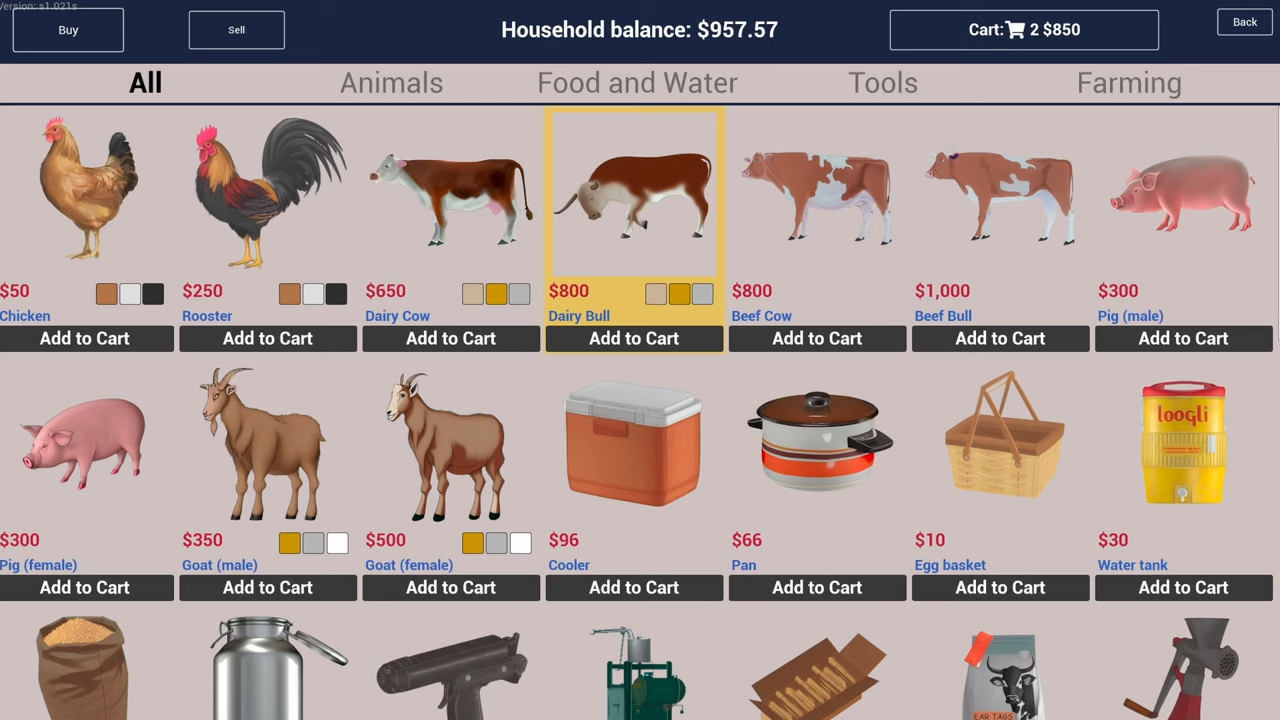 Version: s1.021s
Buy
Sell
Household balance: $957.57
Cart: 2 $850
Back
All
Animals
Food and Water
Tools
Farming
$50
Chicken
Add to Cart
$250
Rooster
Add to Cart
$650
Dairy Cow
Add to Cart
$800
Dairy Bull
Add to Cart
$800
Beef Cow
Add to Cart
$1,000
Beef Bull
Add to Cart
$300
Pig (male)
Add to Cart
looqli
$300
Pig (female)
Add to Cart
$350
Goat (male)
Add to Cart
$500
Goat (female)
Add to Cart
$96
Cooler
Add to Cart
$66
Pan
Add to Cart
$10
Egg basket
Add to Cart
$30
Water tank
Add to Cart
EAR TAGS